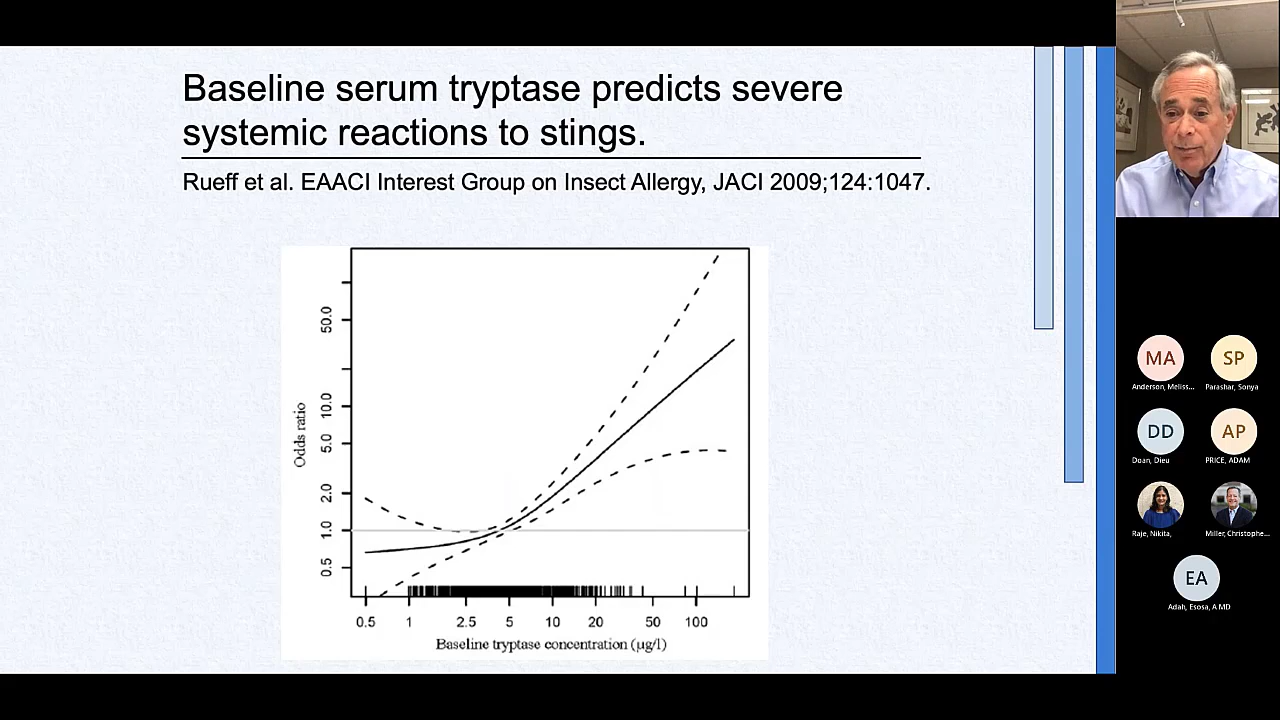 Baseline serum tryptase predicts severe
systemic reactions to stings.
Rueff et al. EAACI Interest Group on Insect Allergy, JACI 2009;124:1047.
Odds ratio
50.0
10.0
5.0
2.0
1.0
0.5
0.5 1 2.5 5 10 20 50 100
Baseline tryptase concentration (µg/l)
MA SP
Anderson, Meliss... Parashar, Sonya
DD AP
Doan, Dieu PRICE, ADAM
Raje, Nikita, Miller, Christophe...
EA
Adah, Esosa, A MD